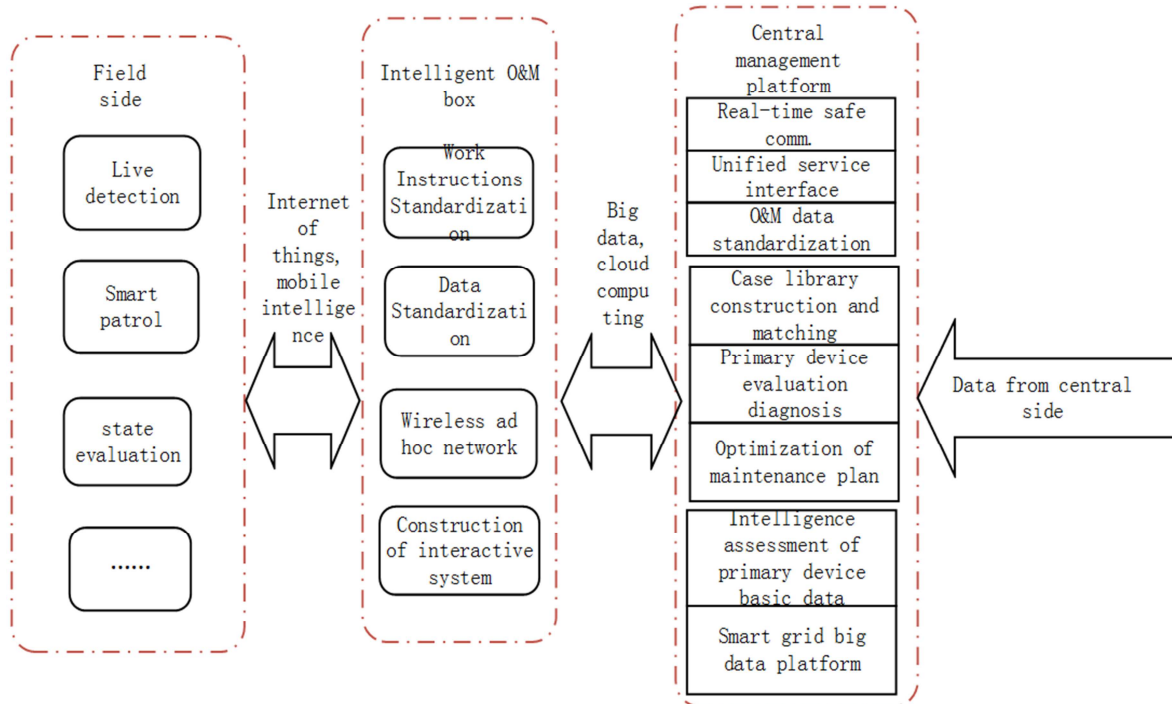 Field
side
Live
detection
Smart
patrol
state
evaluation
······
Internet
of
things,
mobile
intellige
nce
Intelligent O&M
box
Work
Instructions
Standardizati
on
Data
Standardizati
on
Wireless ad
hoc network
Construction
of interactive
system
Big
data,
cloud
compu
ting
Central
management
platform
Real-time safe
comm.
Unified service
interface
O&M data
standardization
Case library
construction and
matching
Primary device
evaluation
diagnosis
Optimization of
maintenance plan
Intelligence
assessment of
primary device
basic data
Smart grid big
data platform
Data from central
side